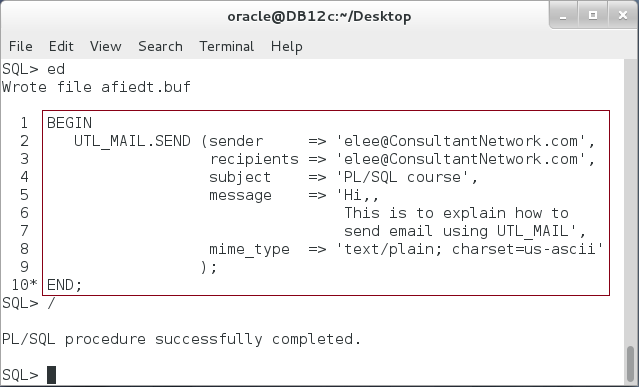 oracle@DB12c:~/Desktop
File Edit View Search Terminal Help
SQL> ed
Wrote file afiedt.buf
1 BEGIN
2 UTL_MAIL.SEND (sender => 'elee@ConsultantNetwork.com',
3 recipients => 'elee@ConsultantNetwork.com',
4 subject => 'PL/SQL course',
5 message => 'Hi,,
6 This is to explain how to
7 send email using UTL_MAIL',
8 mime_type => 'text/plain; charset=us-ascii'
9 );
10* END;
SQL> /
PL/SQL procedure successfully completed.
SQL>